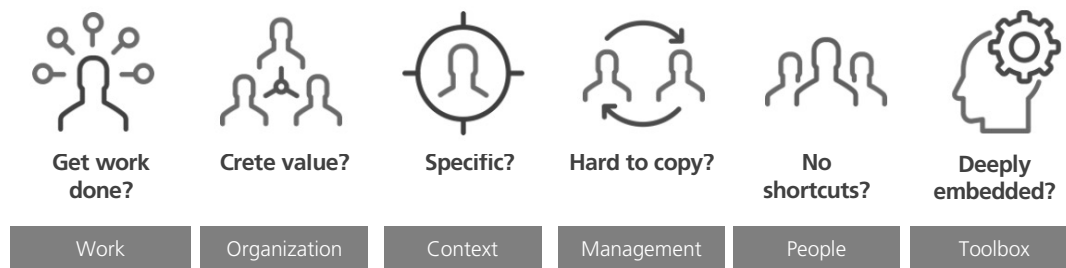 Get work
done?
Crete value?
Specific?
Hard to copy?
No
shortcuts?
Deeply
embedded?
Work
Organization
Context
Management
People
Toolbox